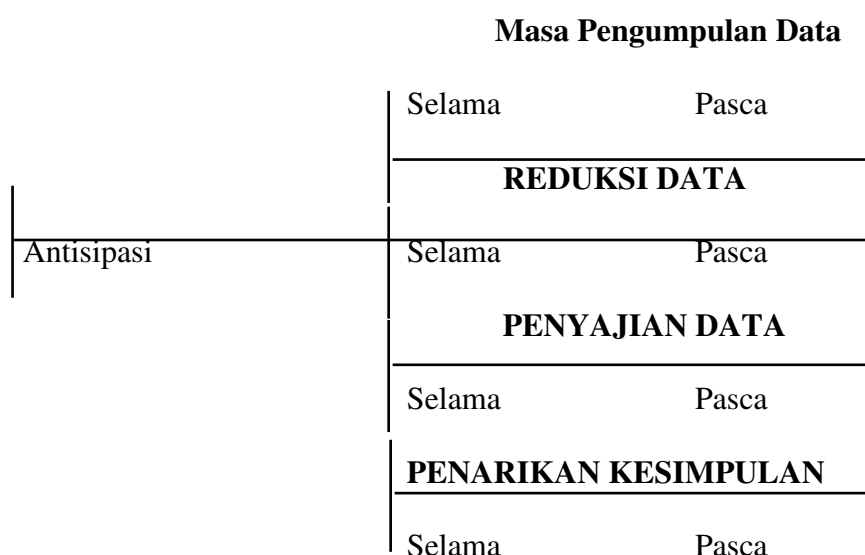 Masa Pengumpulan Data
Selama Pasca
REDUKSI DATA
Antisipasi Selama Pasca
PENYAJIAN DATA
Selama Pasca
PENARIKAN KESIMPULAN
Selama Pasca